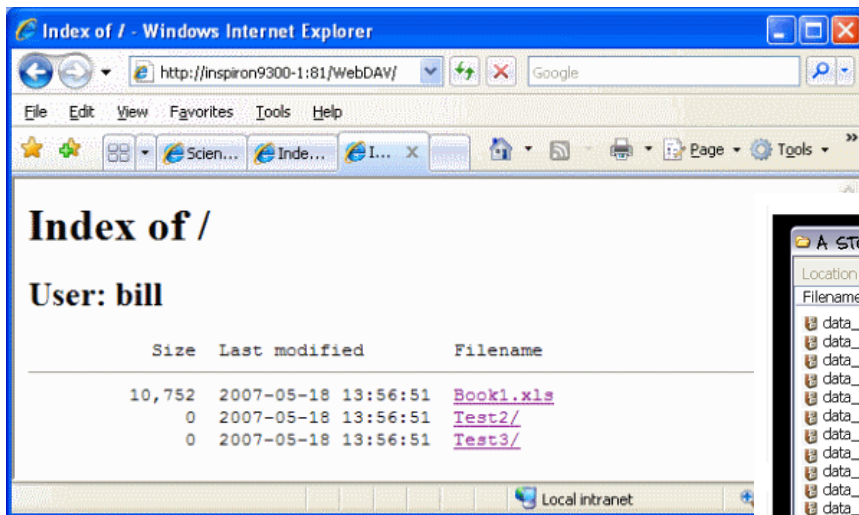 Index of / - Windows Internet Explorer
http://inspiron9300-1:81/WebDAV/ Google
File Edit View Favorites Tools Help
Scien... Inde... I... Page Tools »
Index of /
User: bill
Size Last modified Filename
10,752 2007-05-18 13:56:51 Book1.xls
0 2007-05-18 13:56:51 Test2/
0 2007-05-18 13:56:51 Test3/
Local intranet
A STO
Location
Filename
data_
data_
data_
data_
data_
data_
data_
data_
data_
data_
data_